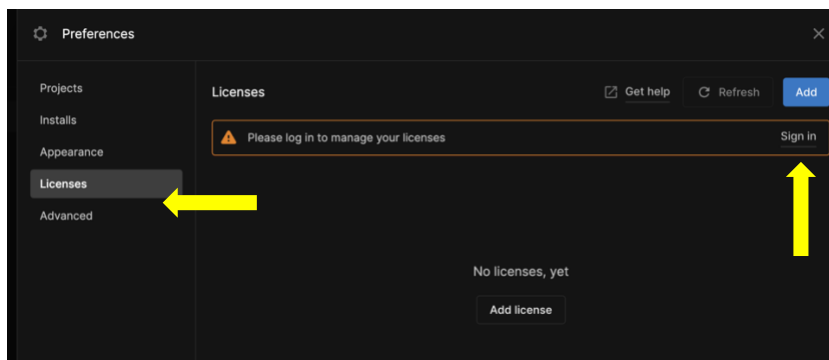 Preferences
Projects
Installs
Appearance
Licenses
Advanced
Licenses
Get help
Refresh
Add
Please log in to manage your licenses
Sign in
No licenses, yet
Add license